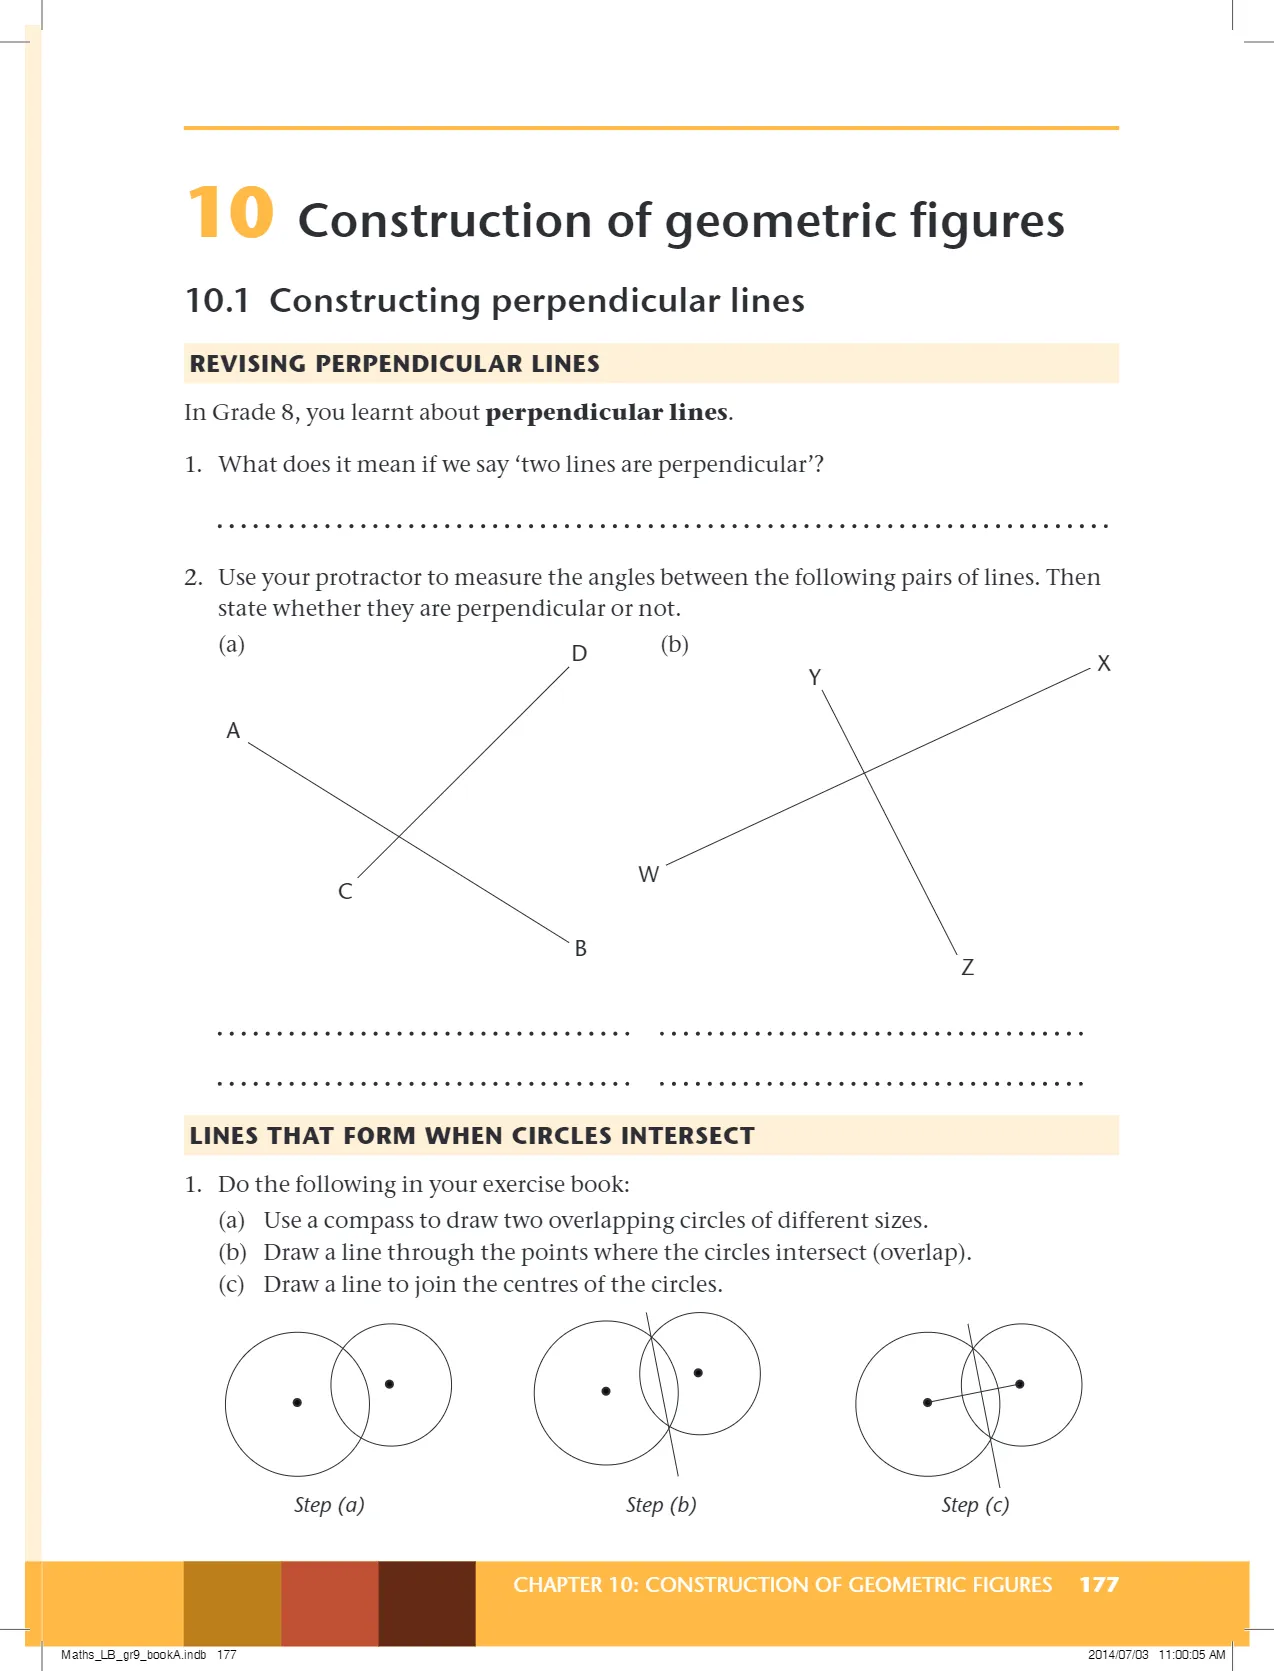 10 Construction of geometric figures
10.1 Constructing perpendicular lines
REVISING PERPENDICULAR LINES
In Grade 8, you learnt about perpendicular lines.
1. What does it mean if we say ‘two lines are perpendicular’?
2. Use your protractor to measure the angles between the following pairs of lines. Then
state whether they are perpendicular or not.
(a)
D
A
C
B
(b)
X
Y
W
Z
LINES THAT FORM WHEN CIRCLES INTERSECT
1. Do the following in your exercise book:
(a) Use a compass to draw two overlapping circles of different sizes.
(b) Draw a line through the points where the circles intersect (overlap).
(c) Draw a line to join the centres of the circles.
Step (a)
Step (b)
Step (c)
CHAPTER 10: CONSTRUCTION OF GEOMETRIC FIGURES 177
Maths_LB_gr9_bookA.indb 177
2014/07/03 11:00:05 AM